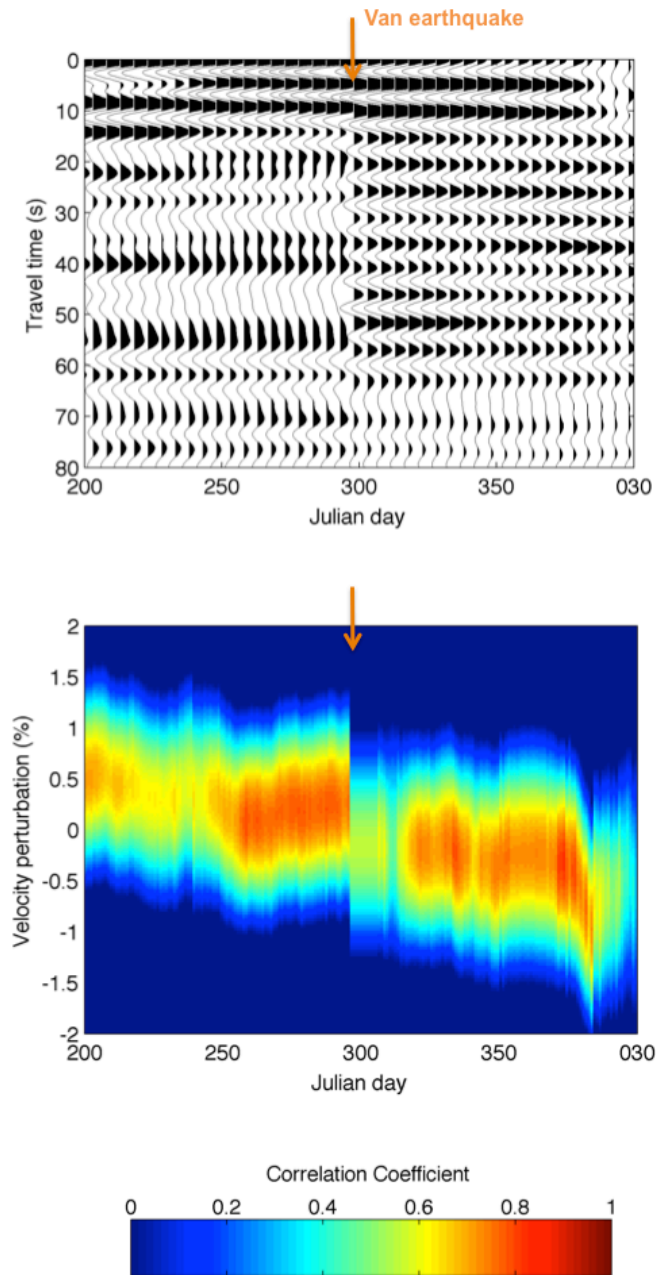 Van earthquake
0
10
20
30
40
50
60
70
80
Travel time (s)
200 250 300 350 030
Julian day
2
1.5
1
0.5
0
-0.5
-1
-1.5
-2
Velocity perturbation (%)
200 250 300 350 030
Julian day
Correlation Coefficient
0 0.2 0.4 0.6 0.8 1